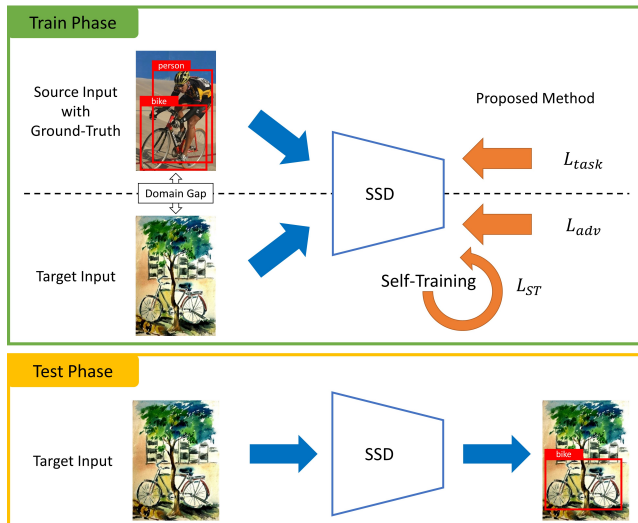 Train Phase
person
bike
Source Input
with
Ground-Truth
Proposed Method
L_task
Domain Gap
SSD
L_adv
Target Input
Self-Training
L_ST
Test Phase
Target Input
SSD
bike